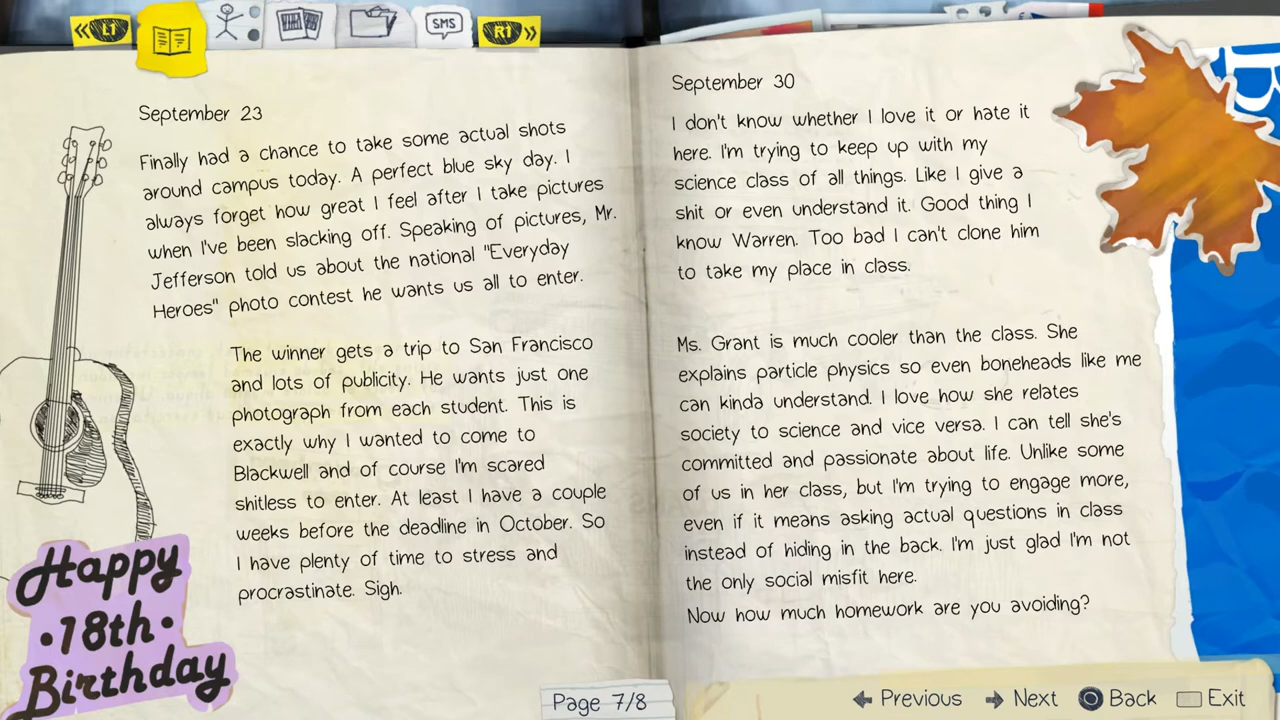 L1
SMS
R1
September 23
Finally had a chance to take some actual shots
around campus today. A perfect blue sky day. I
always forget how great I feel after I take pictures
when I've been slacking off. Speaking of pictures, Mr.
Jefferson told us about the national "Everyday
Heroes" photo contest he wants us all to enter.
The winner gets a trip to San Francisco
and lots of publicity. He wants just one
photograph from each student. This is
exactly why I wanted to come to
Blackwell and of course I'm scared
shitless to enter. At least I have a couple
weeks before the deadline in October. So
I have plenty of time to stress and
procrastinate. Sigh.
Happy
•18th•
Birthday
September 30
I don't know whether I love it or hate it
here. I'm trying to keep up with my
science class of all things. Like I give a
shit or even understand it. Good thing I
know Warren. Too bad I can't clone him
to take my place in class.
Ms. Grant is much cooler than the class. She
explains particle physics so even boneheads like me
can kinda understand. I love how she relates
society to science and vice versa. I can tell she's
committed and passionate about life. Unlike some
of us in her class, but I'm trying to engage more,
even if it means asking actual questions in class
instead of hiding in the back. I'm just glad I'm not
the only social misfit here.
Now how much homework are you avoiding?
Page 7/8
Previous
Next
Back
Exit